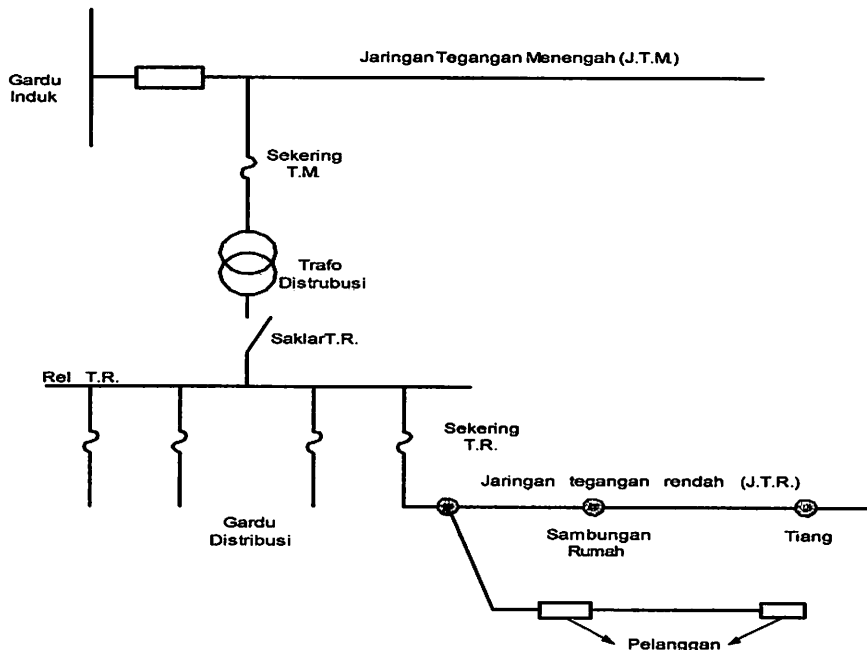 Jaringan Tegangan Menengah (J.T.M.)
Gardu
Induk
Sekering
T.M.
Trafo
Distrubusi
Saklar T.R.
Rel T.R.
Sekering
T.R.
Jaringan tegangan rendah (J.T.R.)
Gardu
Distribusi
Sambungan
Rumah
Tiang
Pelanggan